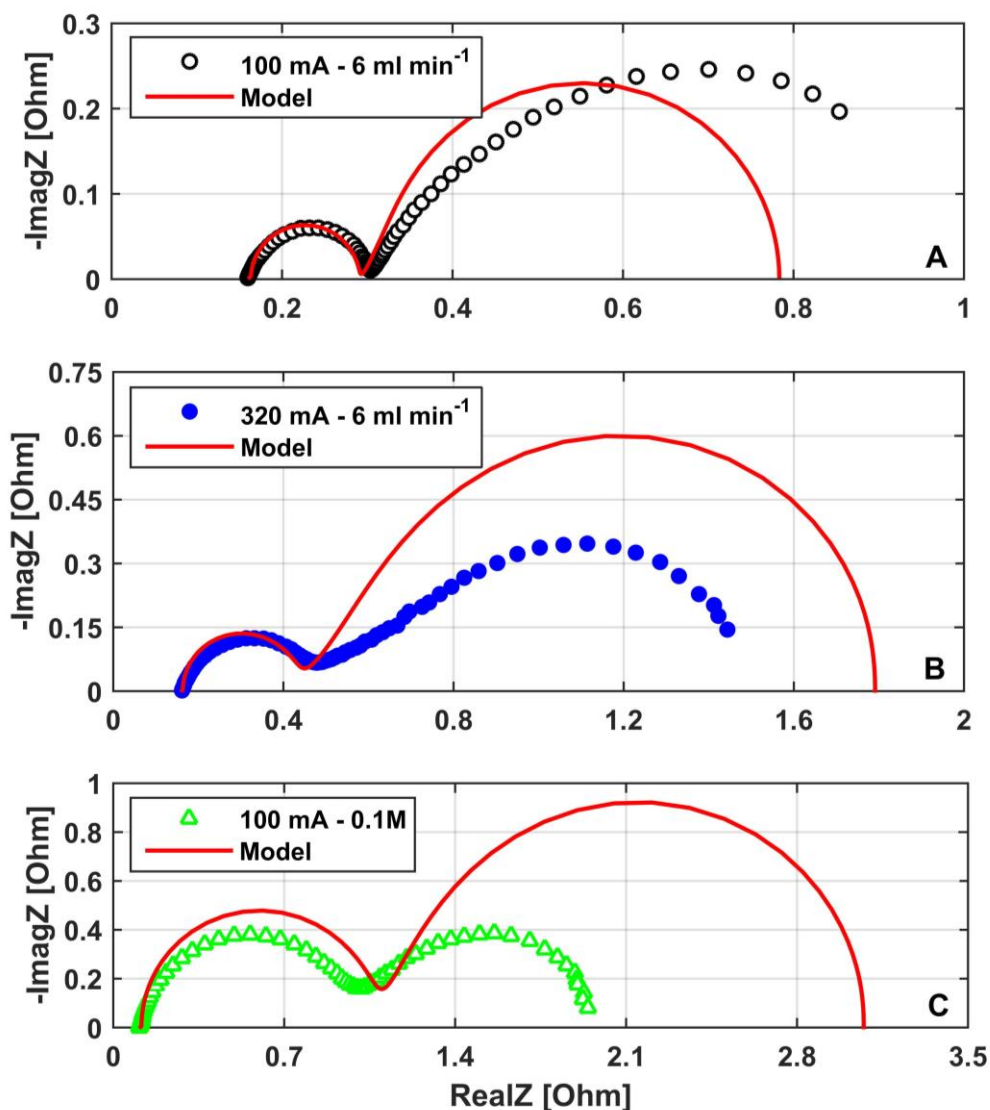 0.3
0.2
0.1
0
-ImagZ [Ohm]
100 mA - 6 ml min⁻¹
Model
A
0 0.2 0.4 0.6 0.8 1
0.75
0.6
0.45
0.3
0.15
0
-ImagZ [Ohm]
320 mA - 6 ml min⁻¹
Model
B
0 0.4 0.8 1.2 1.6 2
1
0.8
0.6
0.4
0.2
0
-ImagZ [Ohm]
100 mA - 0.1M
Model
C
0 0.7 1.4 2.1 2.8 3.5
RealZ [Ohm]